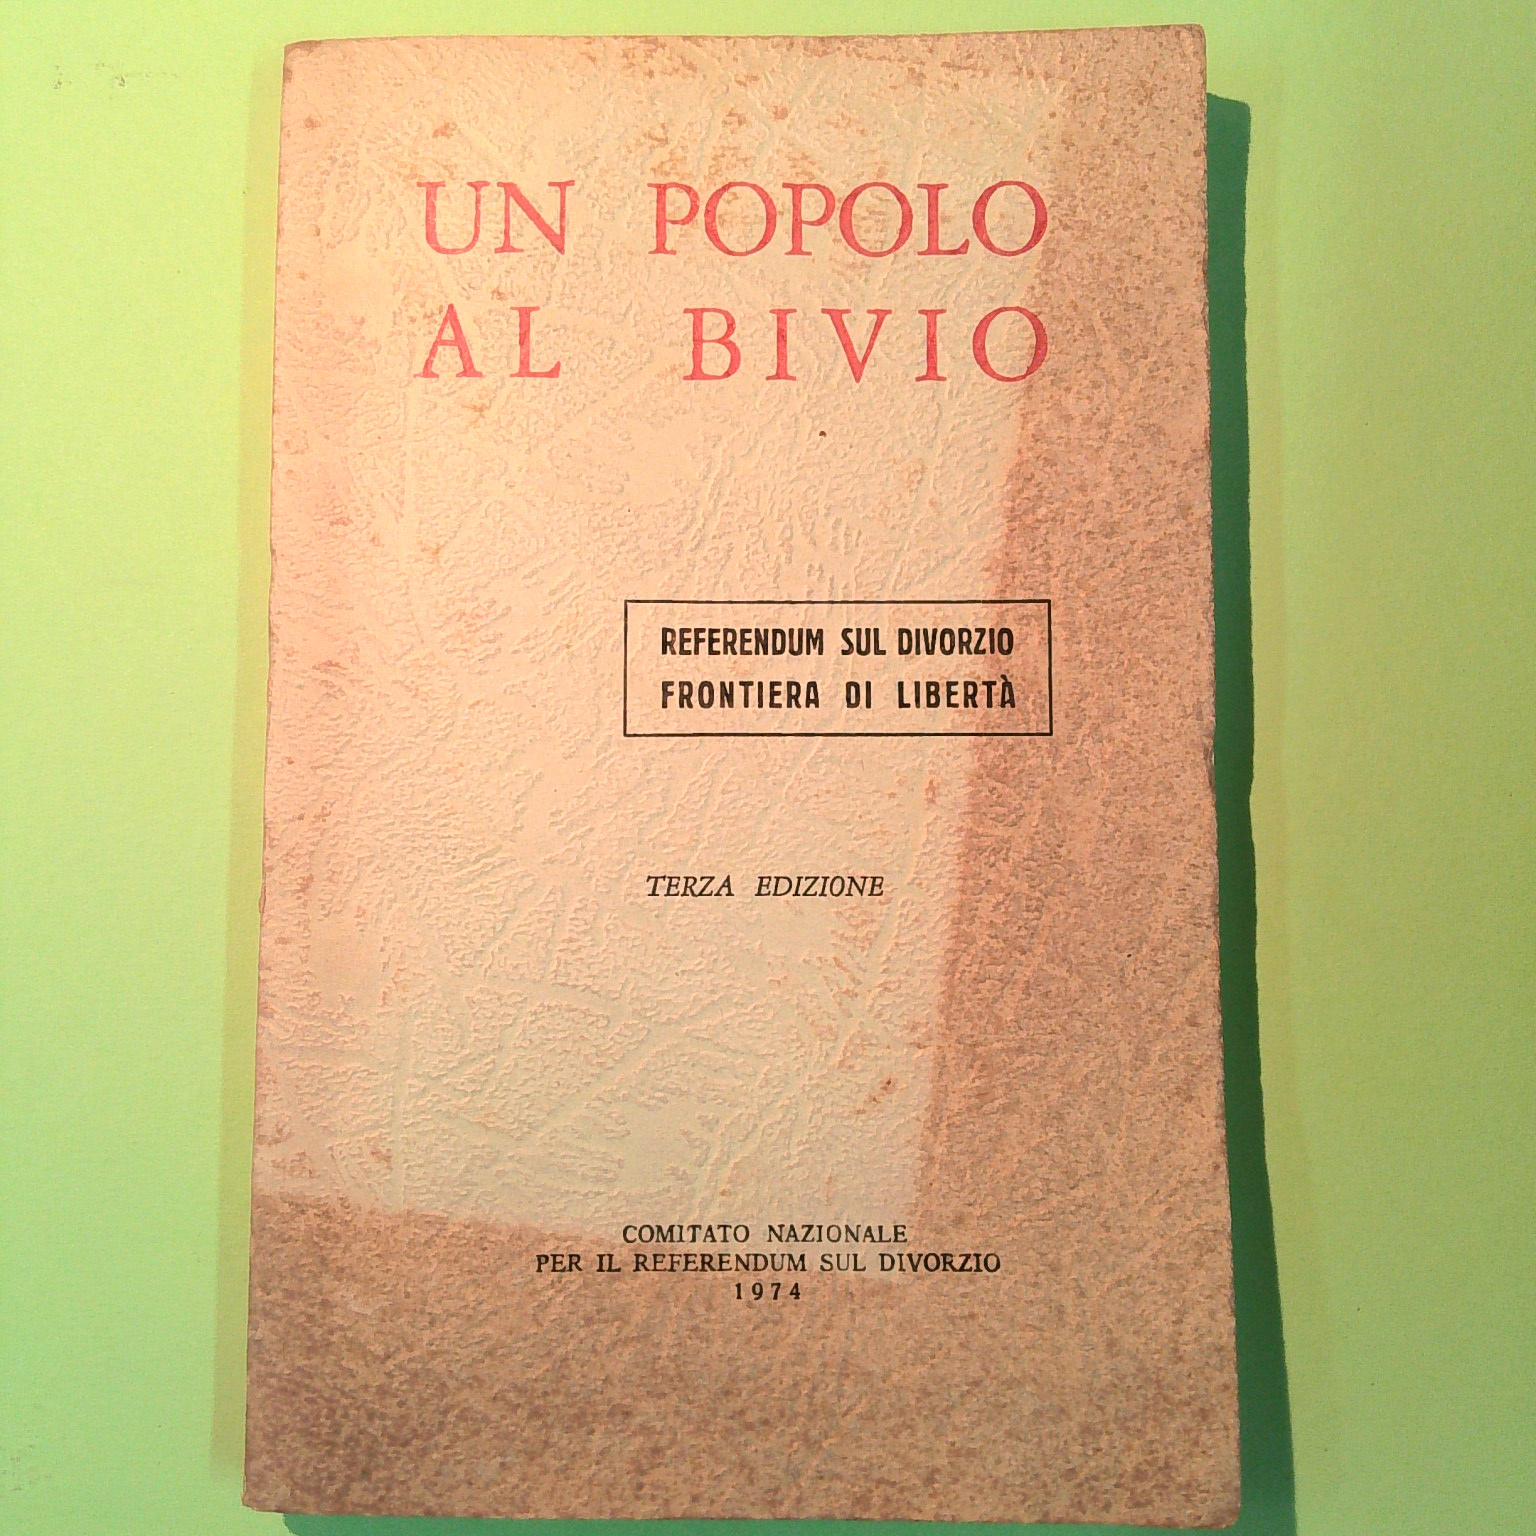 UN POPOLO
AL BIVIO
REFERENDUM SUL DIVORZIO
FRONTIERA DI LIBERTÀ
TERZA EDIZIONE
COMITATO NAZIONALE
PER IL REFERENDUM SUL DIVORZIO
1974